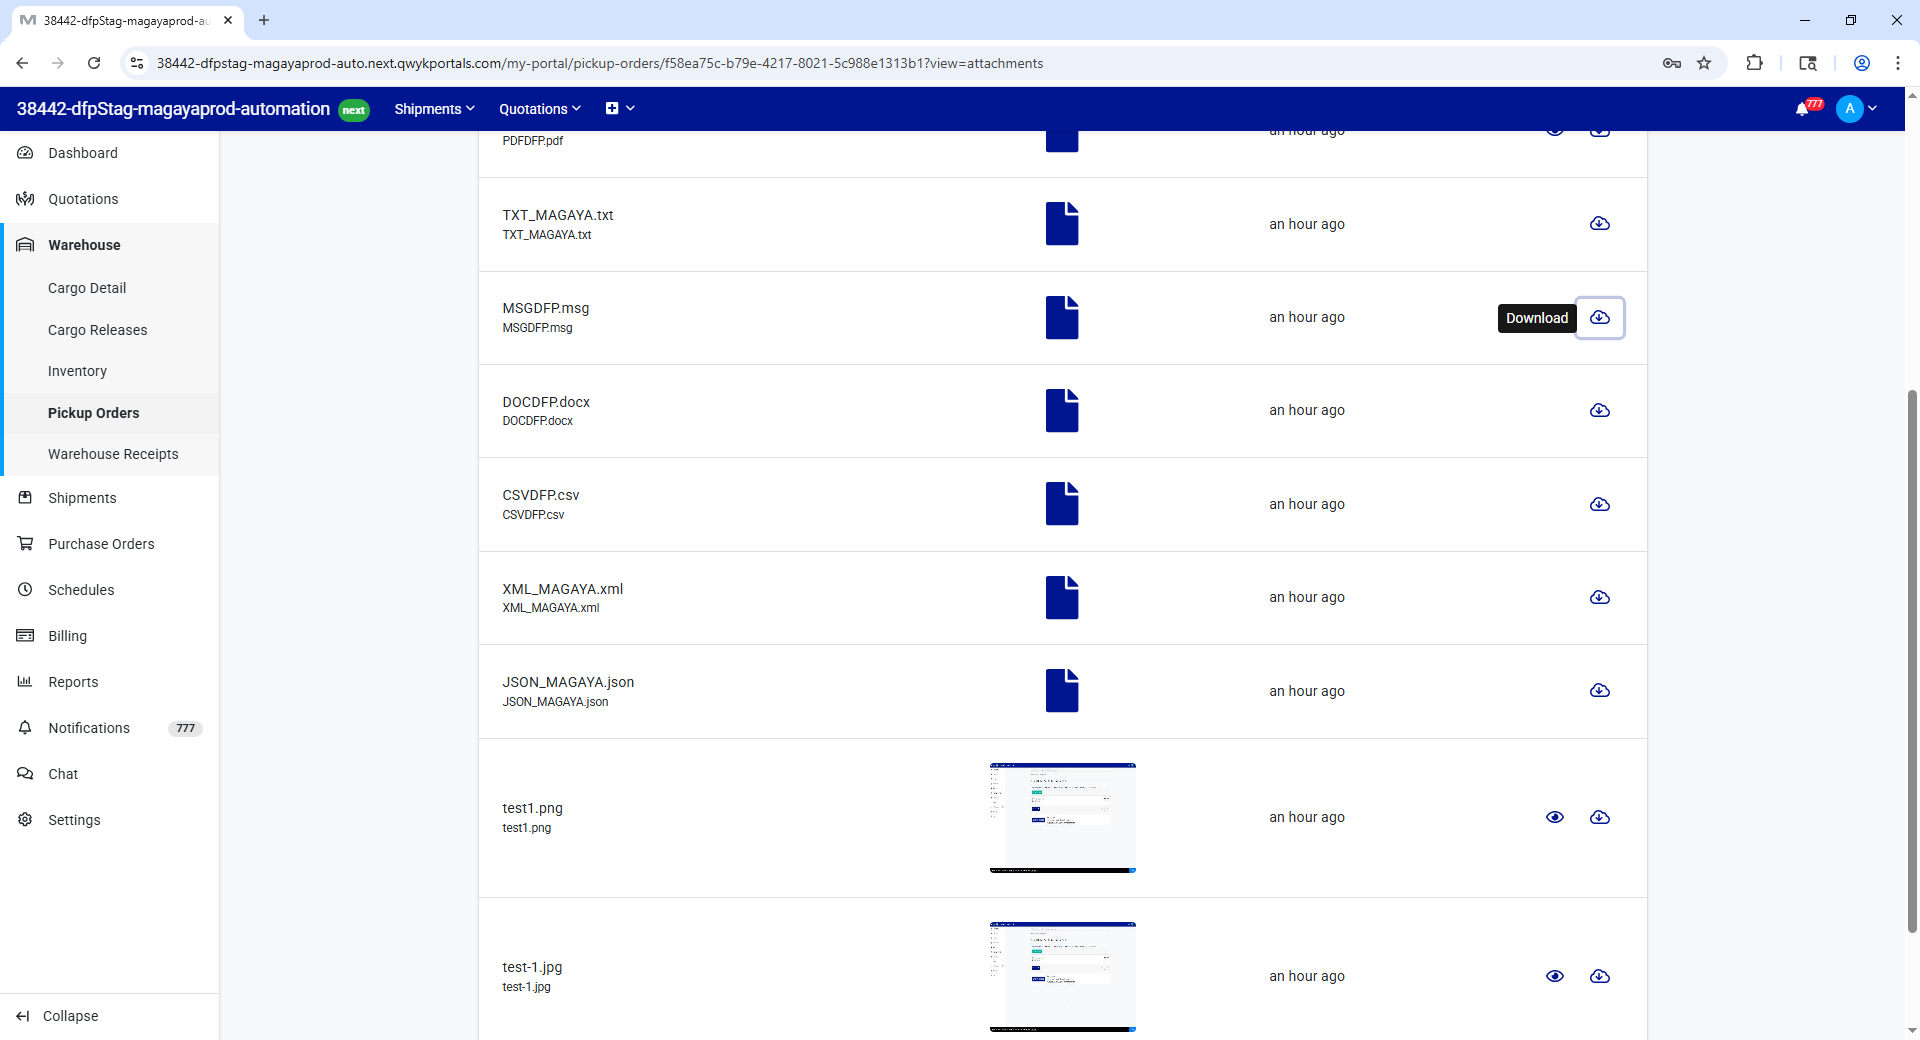 38442-dfpStag-magayaprod-au
38442-dfpstag-magayaprod-auto.next.qwykportals.com/my-portal/pickup-orders/f58ea75c-b79e-4217-8021-5c988e1313b1?view=attachments
38442-dfpStag-magayaprod-automation next Shipments Quotations 777 A
Dashboard
Quotations
Warehouse
Cargo Detail
Cargo Releases
Inventory
Pickup Orders
Warehouse Receipts
Shipments
Purchase Orders
Schedules
Billing
Reports
Notifications 777
Chat
Settings
Collapse
PDFDFP.pdf
an hour ago
TXT_MAGAYA.txt
TXT_MAGAYA.txt
an hour ago
MSGDFP.msg
MSGDFP.msg
an hour ago
Download
DOCDFP.docx
DOCDFP.docx
an hour ago
CSVDFP.csv
CSVDFP.csv
an hour ago
XML_MAGAYA.xml
XML_MAGAYA.xml
an hour ago
JSON_MAGAYA.json
JSON_MAGAYA.json
an hour ago
test1.png
test1.png
an hour ago
test-1.jpg
test-1.jpg
an hour ago